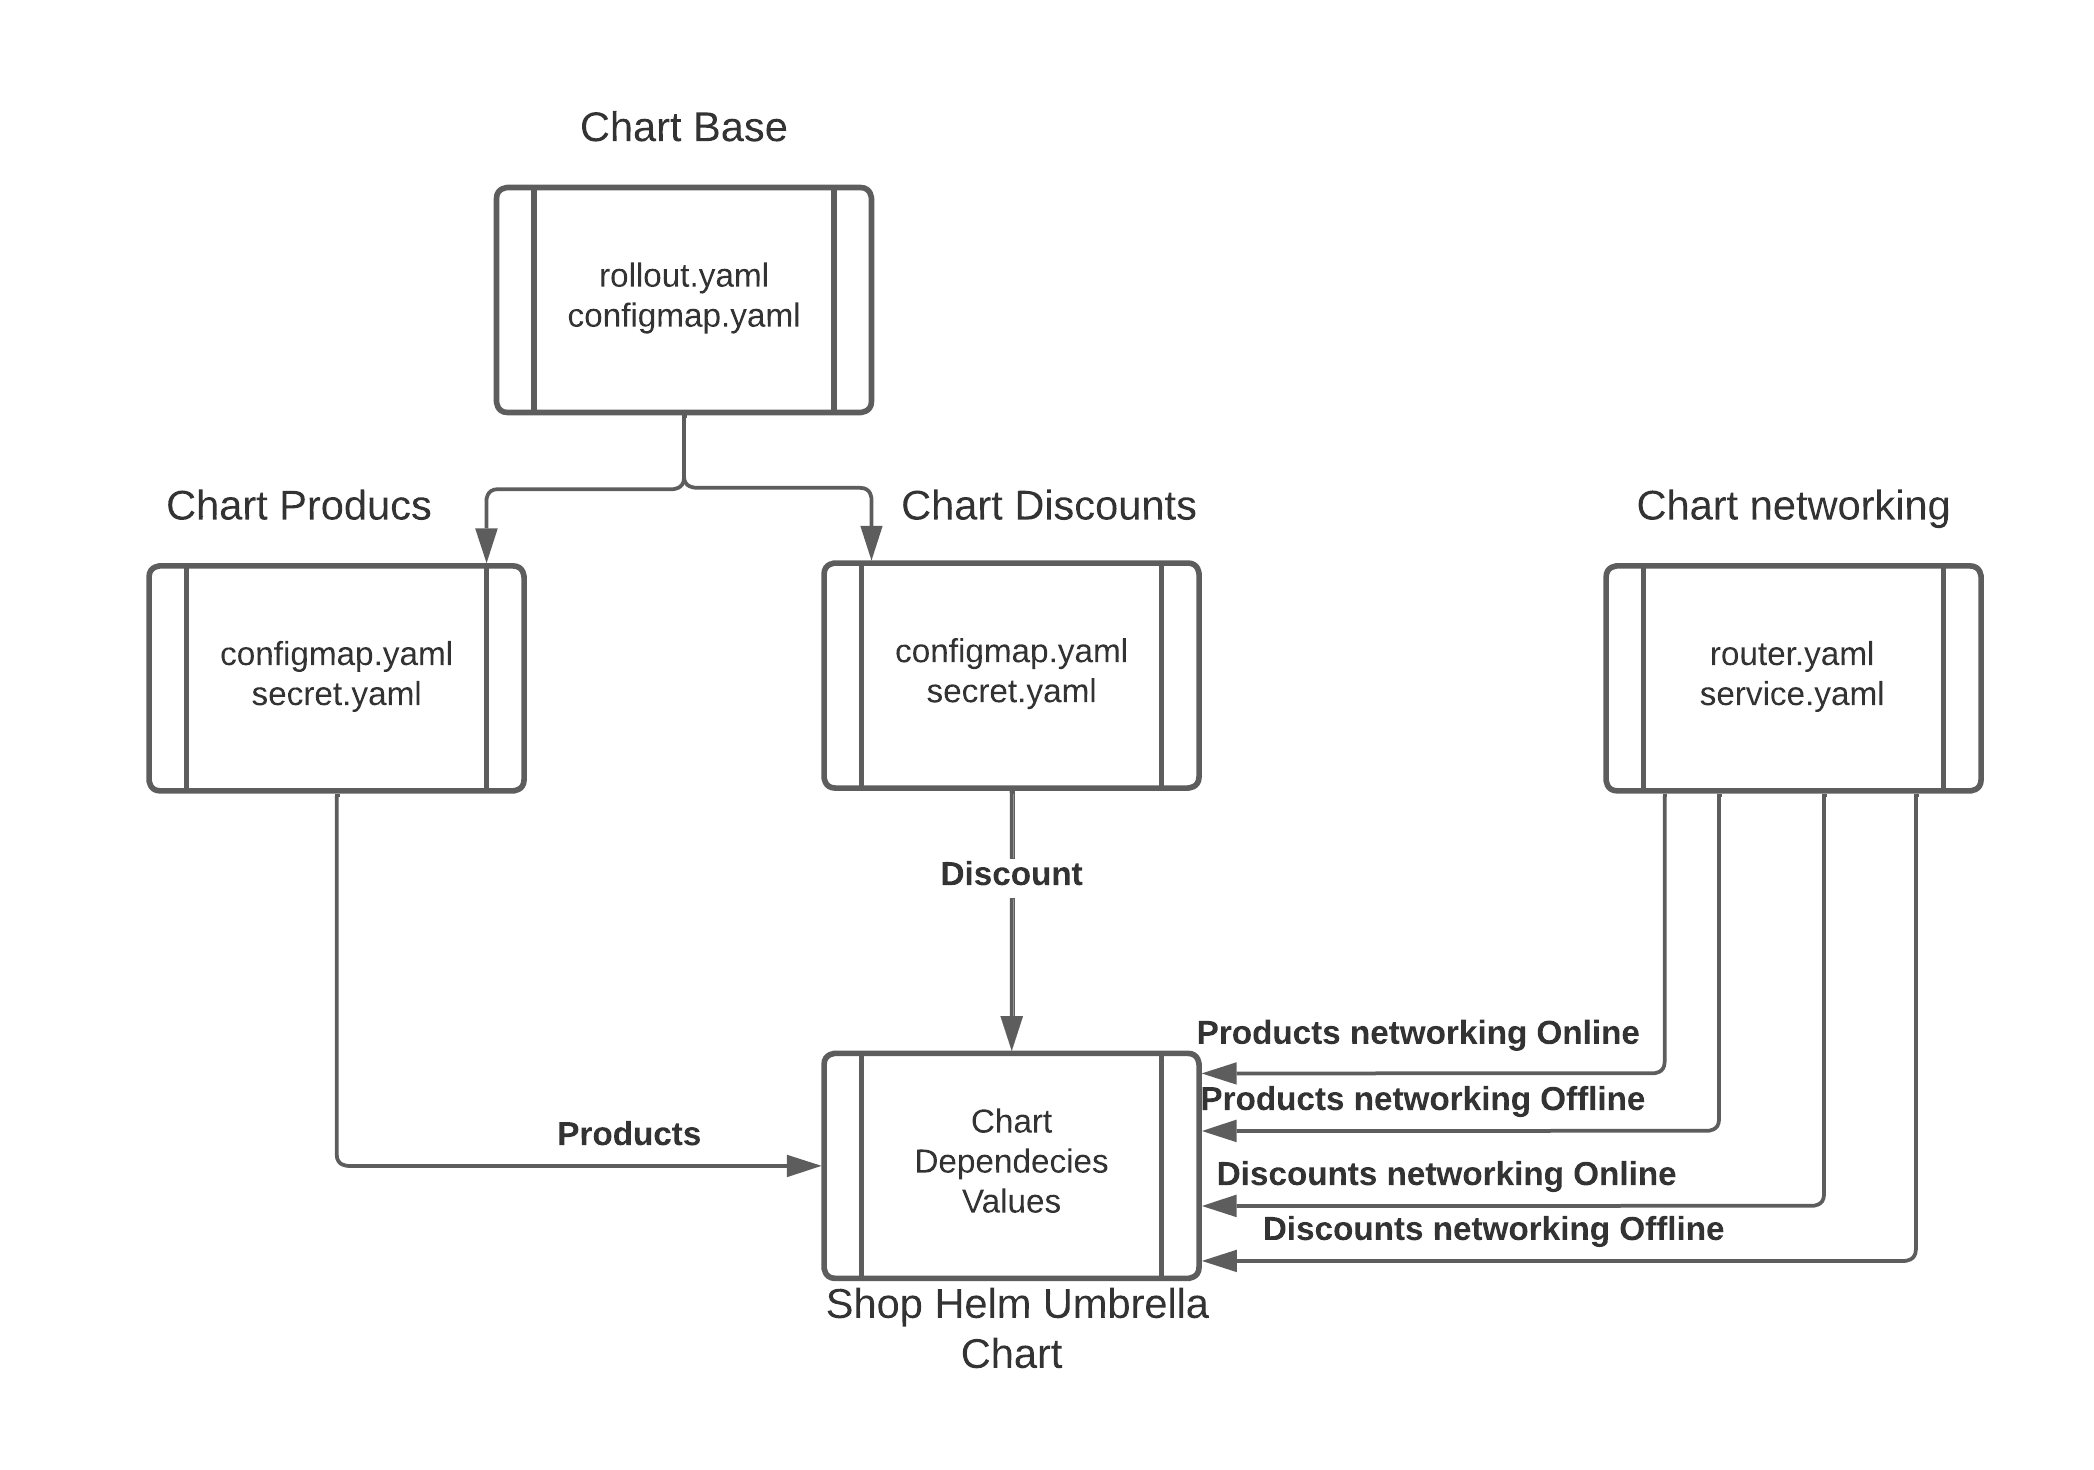 Chart Base
rollout.yaml
configmap.yaml
Chart Producs
Chart Discounts
Chart networking
configmap.yaml
secret.yaml
configmap.yaml
secret.yaml
router.yaml
service.yaml
Discount
Products networking Online
Products networking Offline
Products
Chart
Dependecies
Values
Discounts networking Online
Discounts networking Offline
Shop Helm Umbrella
Chart